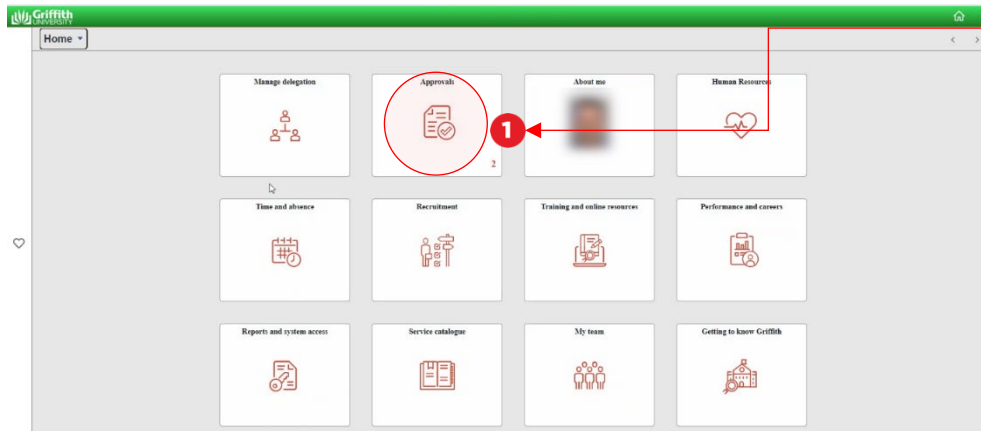 Griffith
UNIVERSITY
Home
Manage delegation
Approvals
About me
Human Resources
1
2
Time and absence
Recruitment
Training and online resources
Performance and careers
Reports and system access
Service catalogue
My team
Getting to know Griffith